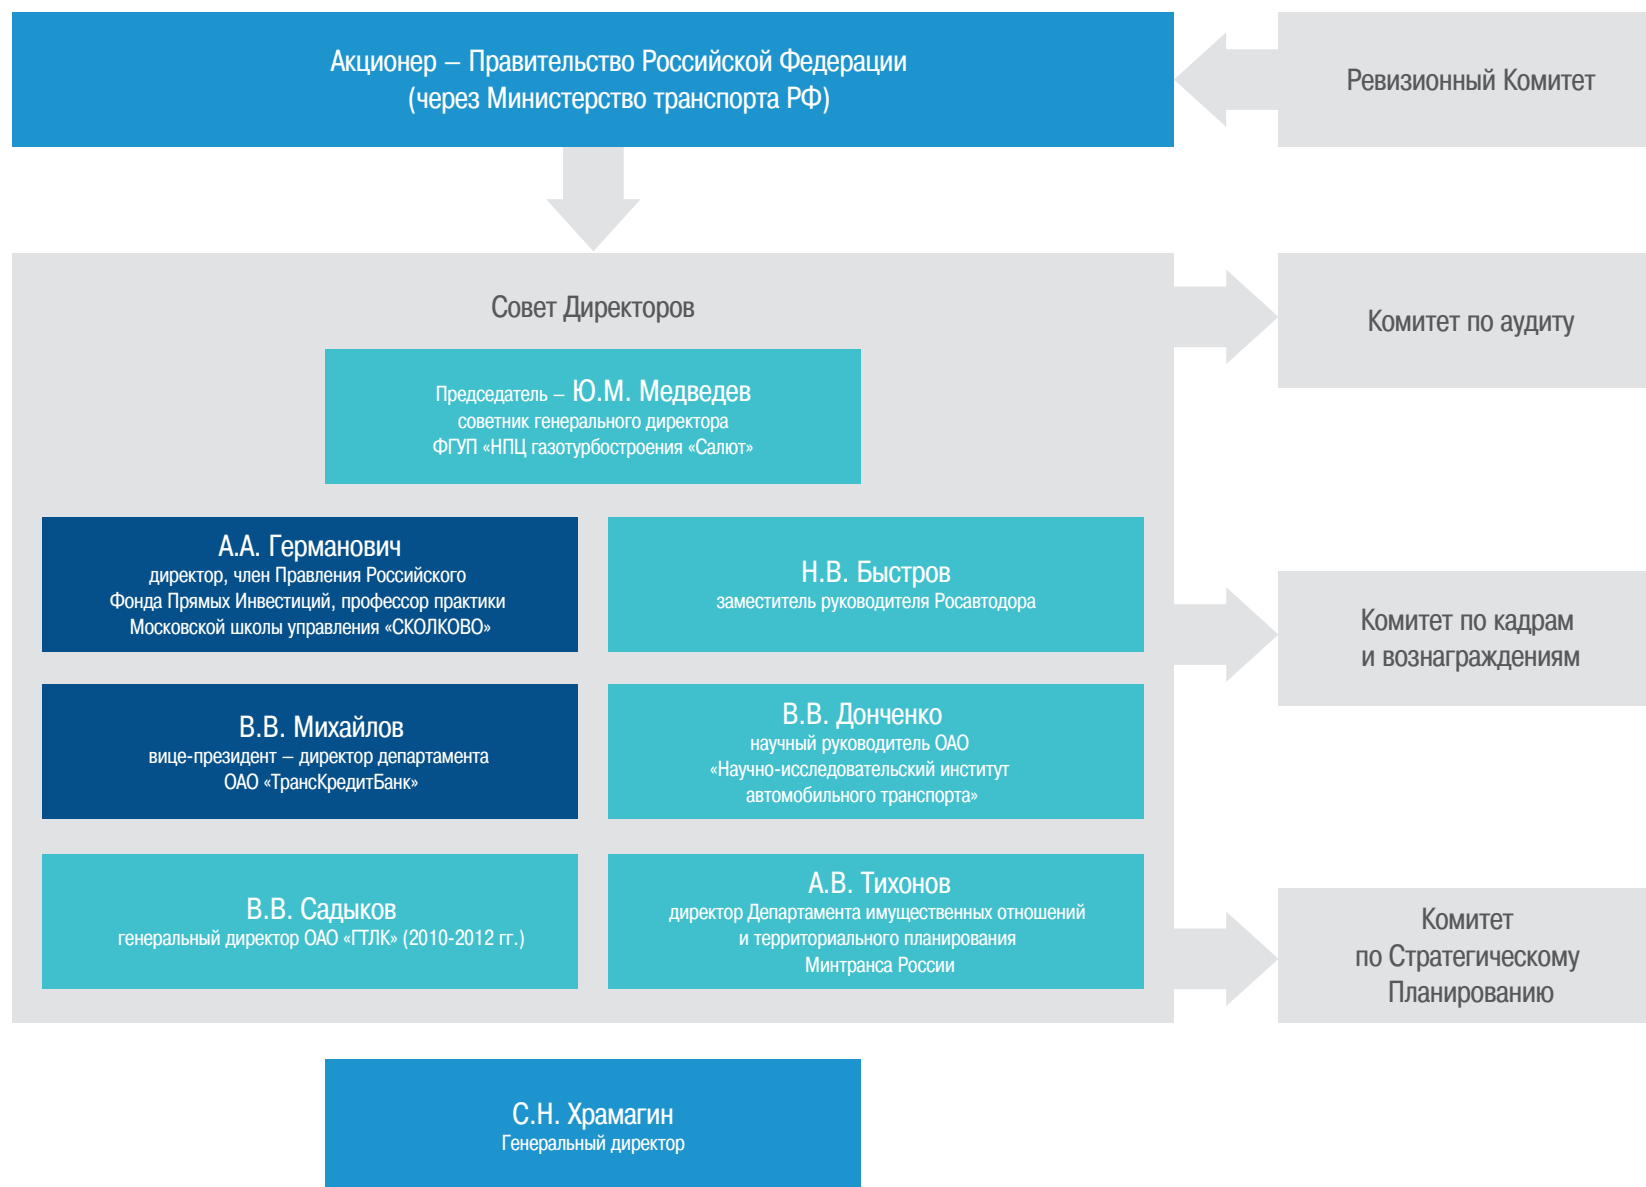 Акционер – Правительство Российской Федерации
(через Министерство транспорта РФ)
Ревизионный Комитет
Совет Директоров
Председатель – Ю.М. Медведев
советник генерального директора
ФГУП «НПЦ газотурбостроения «Салют»
Комитет по аудиту
А.А. Германович
директор, член Правления Российского
Фонда Прямых Инвестиций, профессор практики
Московской школы управления «СКОЛКОВО»
Н.В. Быстров
заместитель руководителя Росавтодора
Комитет по кадрам
и вознаграждениям
В.В. Михайлов
вице-президент – директор департамента
ОАО «ТрансКредитБанк»
В.В. Донченко
научный руководитель ОАО
«Научно-исследовательский институт
автомобильного транспорта»
В.В. Садыков
генеральный директор ОАО «ГТЛК» (2010-2012 гг.)
А.В. Тихонов
директор Департамента имущественных отношений
и территориального планирования
Минтранса России
Комитет
по Стратегическому
Планированию
С.Н. Храмагин
Генеральный директор